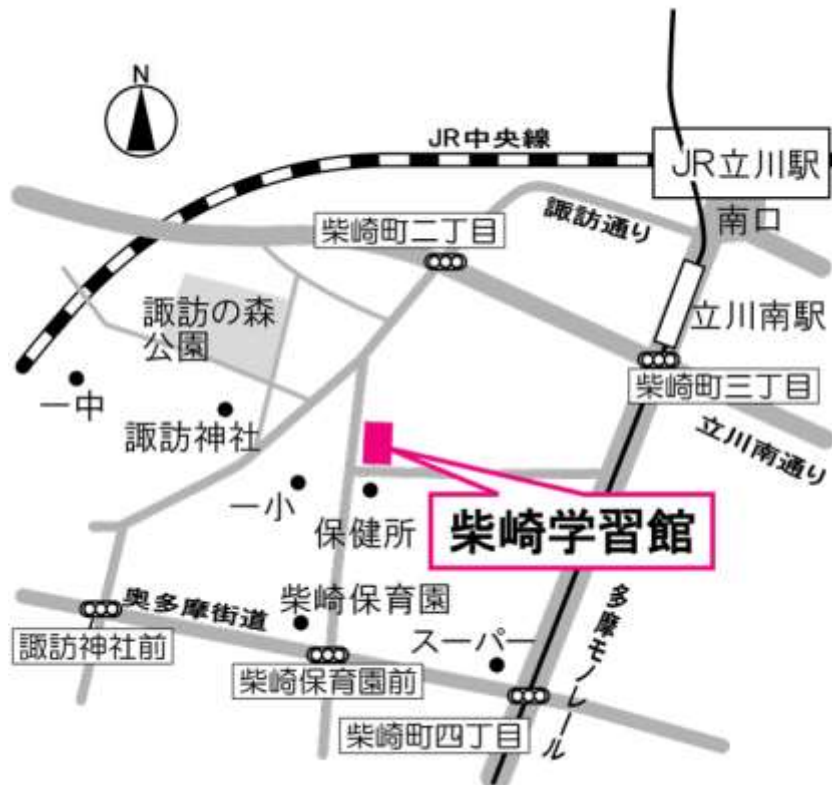 N
JR中央線
JR立川駅
南口
諏訪通り
柴崎町二丁目
立川南駅
諏訪の森
公園
柴崎町三丁目
一中
諏訪神社
立川南通り
一小
保健所
柴崎学習館
奥多摩街道
柴崎保育園
多摩モノレール
スーパー
諏訪神社前
柴崎保育園前
柴崎町四丁目